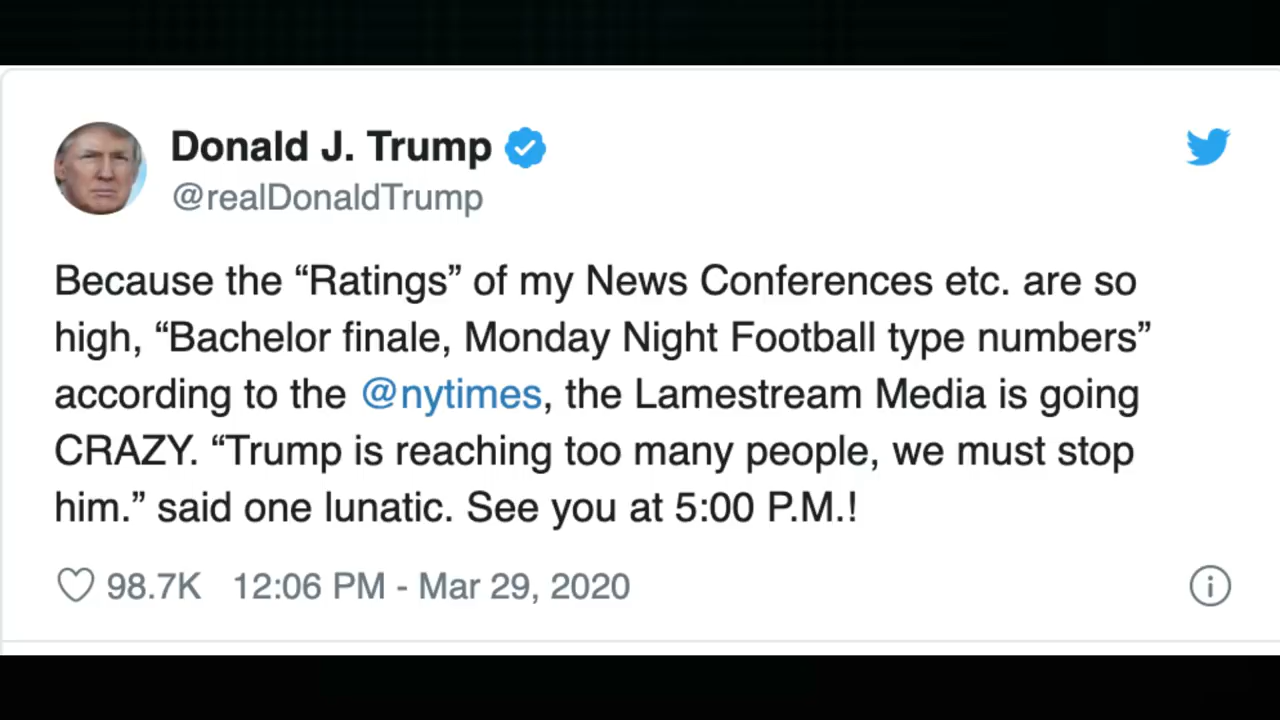 Donald J. Trump
@realDonaldTrump
Because the “Ratings” of my News Conferences etc. are so
high, “Bachelor finale, Monday Night Football type numbers”
according to the @nytimes, the Lamestream Media is going
CRAZY. “Trump is reaching too many people, we must stop
him.” said one lunatic. See you at 5:00 P.M.!
98.7K 12:06 PM - Mar 29, 2020